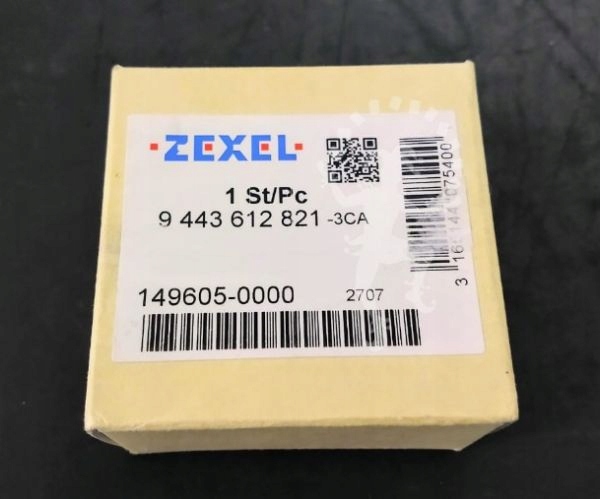 ZEXEL
1 St/Pc
9 443 612 821 -3CA
149605-0000 2707